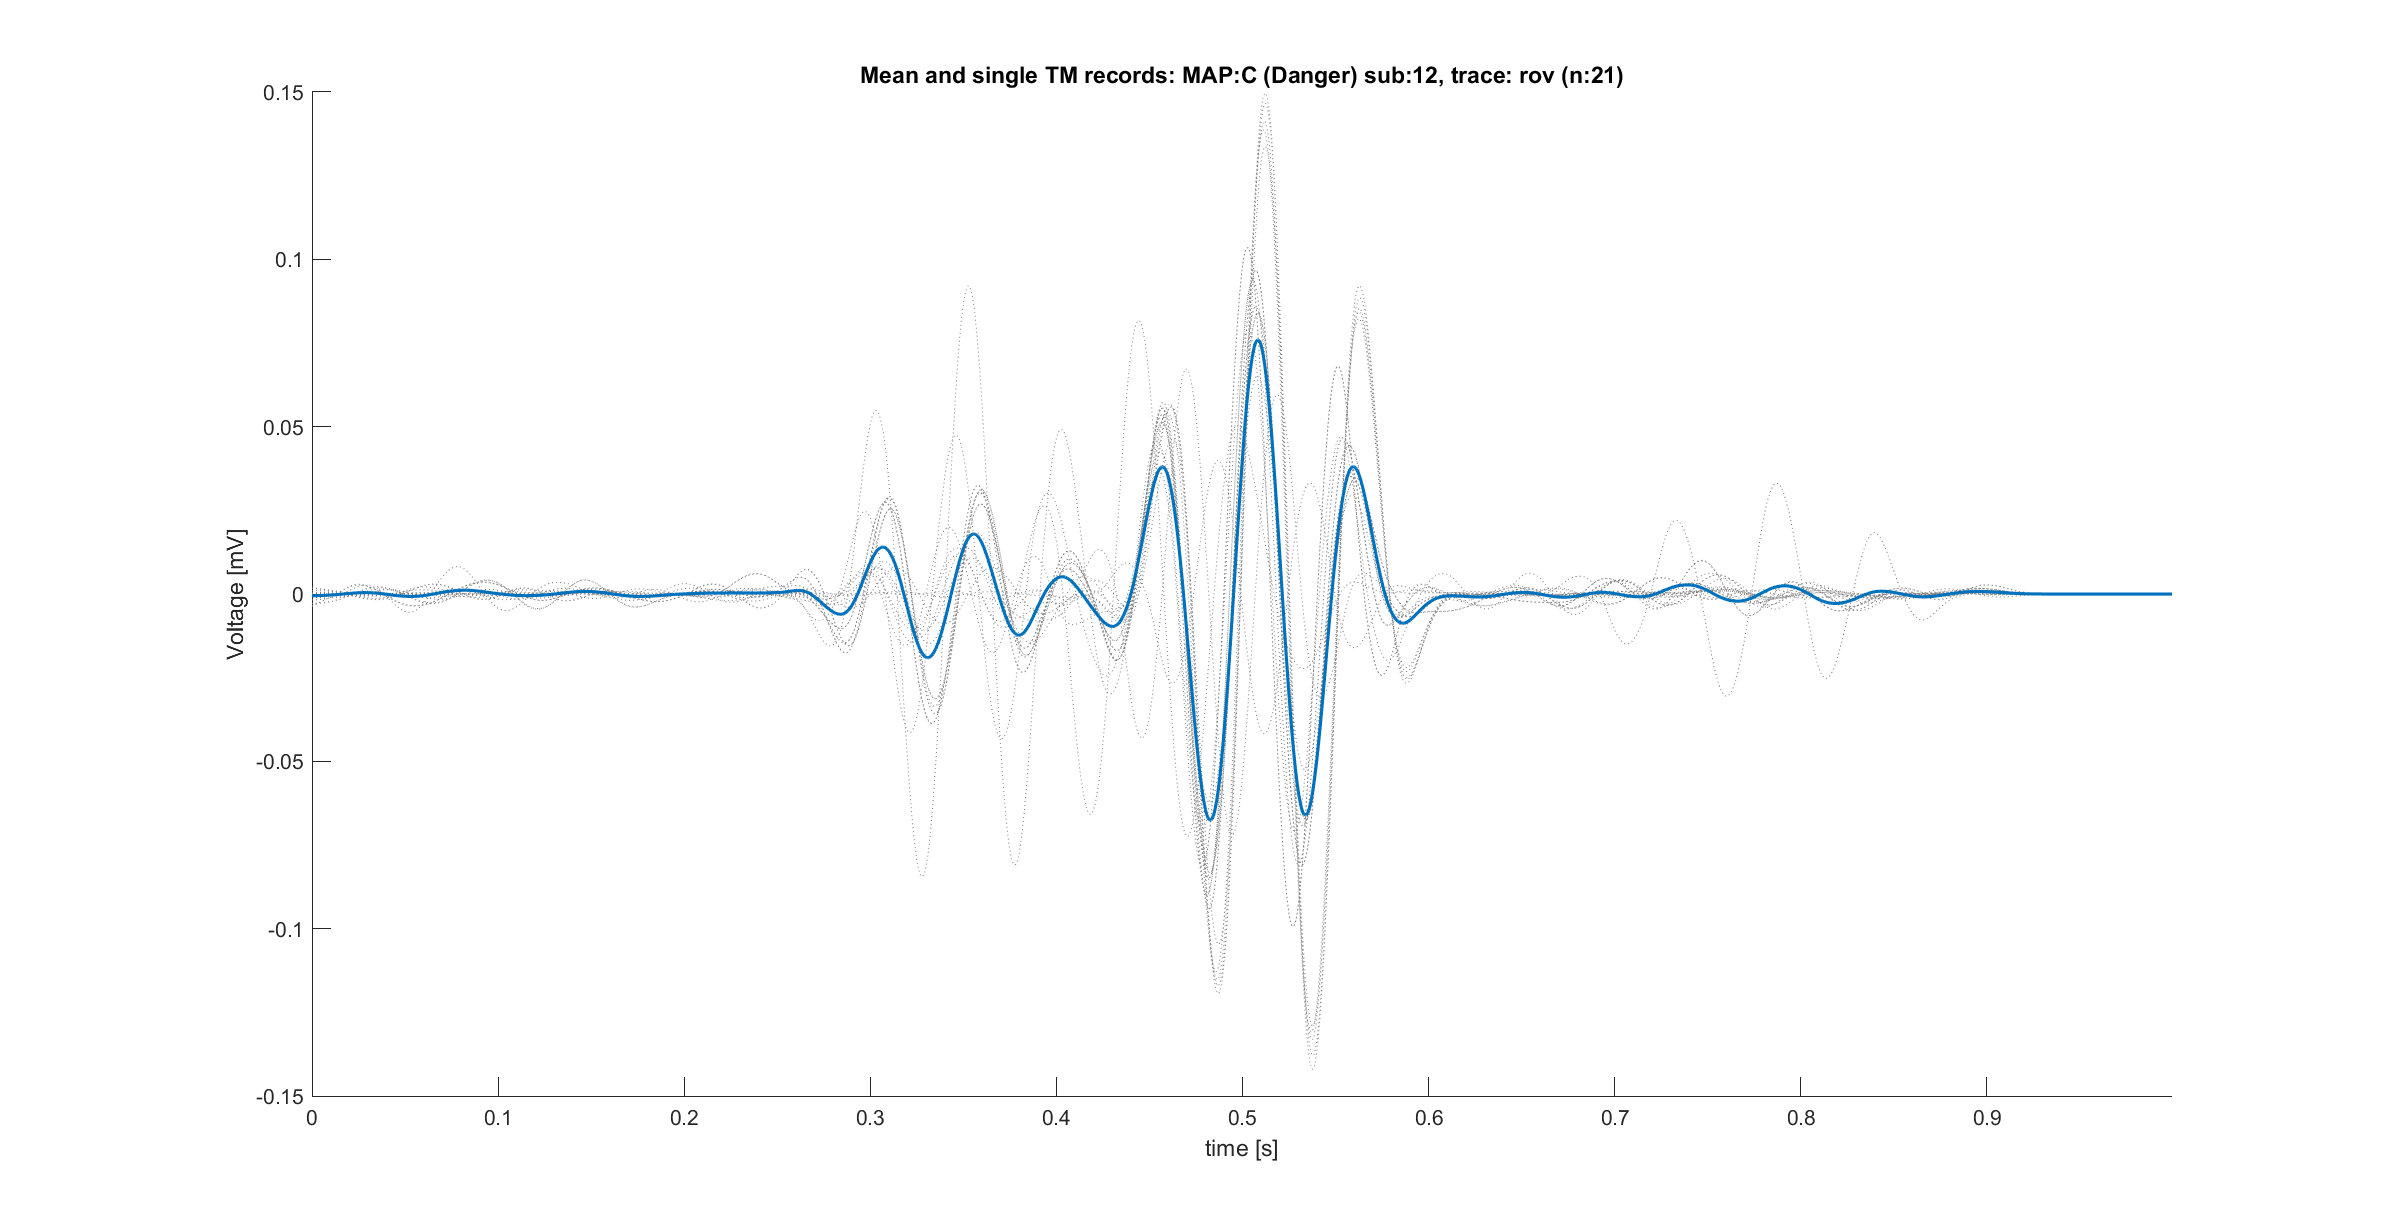 Mean and single TM records: MAP:C (Danger) sub:12, trace: rov (n:21)
0.15
0.1
0.05
0
-0.05
-0.1
-0.15
Voltage [mV]
0 0.1 0.2 0.3 0.4 0.5 0.6 0.7 0.8 0.9
time [s]